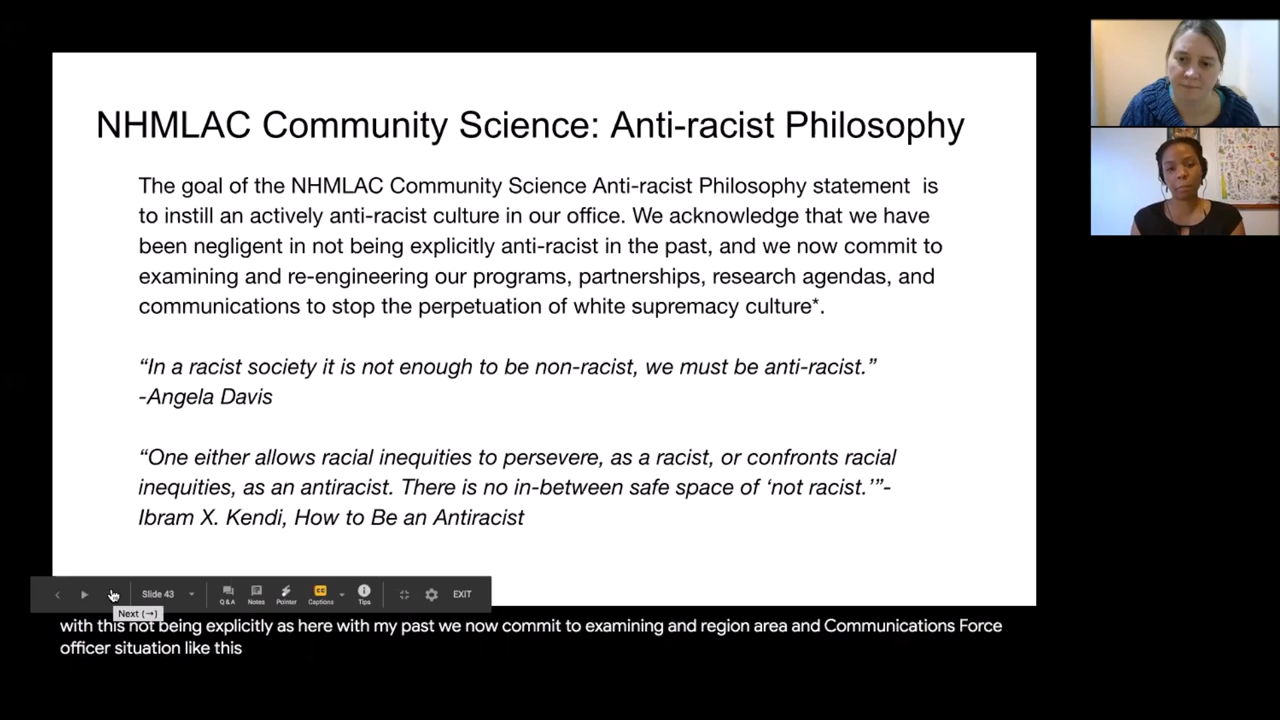 NHMLAC Community Science: Anti-racist Philosophy
The goal of the NHMLAC Community Science Anti-racist Philosophy statement is
to instill an actively anti-racist culture in our office. We acknowledge that we have
been negligent in not being explicitly anti-racist in the past, and we now commit to
examining and re-engineering our programs, partnerships, research agendas, and
communications to stop the perpetuation of white supremacy culture*.
“In a racist society it is not enough to be non-racist, we must be anti-racist.”
-Angela Davis
“One either allows racial inequities to persevere, as a racist, or confronts racial
inequities, as an antiracist. There is no in-between safe space of ‘not racist.’”-
Ibram X. Kendi, How to Be an Antiracist
Slide 43
Q&A Notes Pointer Captions Tips
EXIT
Next (→)
with this not being explicitly as here with my past we now commit to examining and region area and Communications Force
officer situation like this